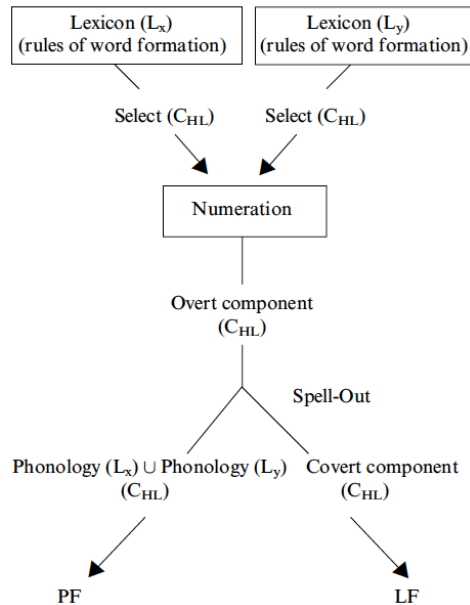 Lexicon (Lx)
(rules of word formation)
Lexicon (Ly)
(rules of word formation)
Select (CHL)
Select (CHL)
Numeration
Overt component
(CHL)
Spell-Out
Phonology (Lx) ∪ Phonology (Ly)
(CHL)
Covert component
(CHL)
PF
LF